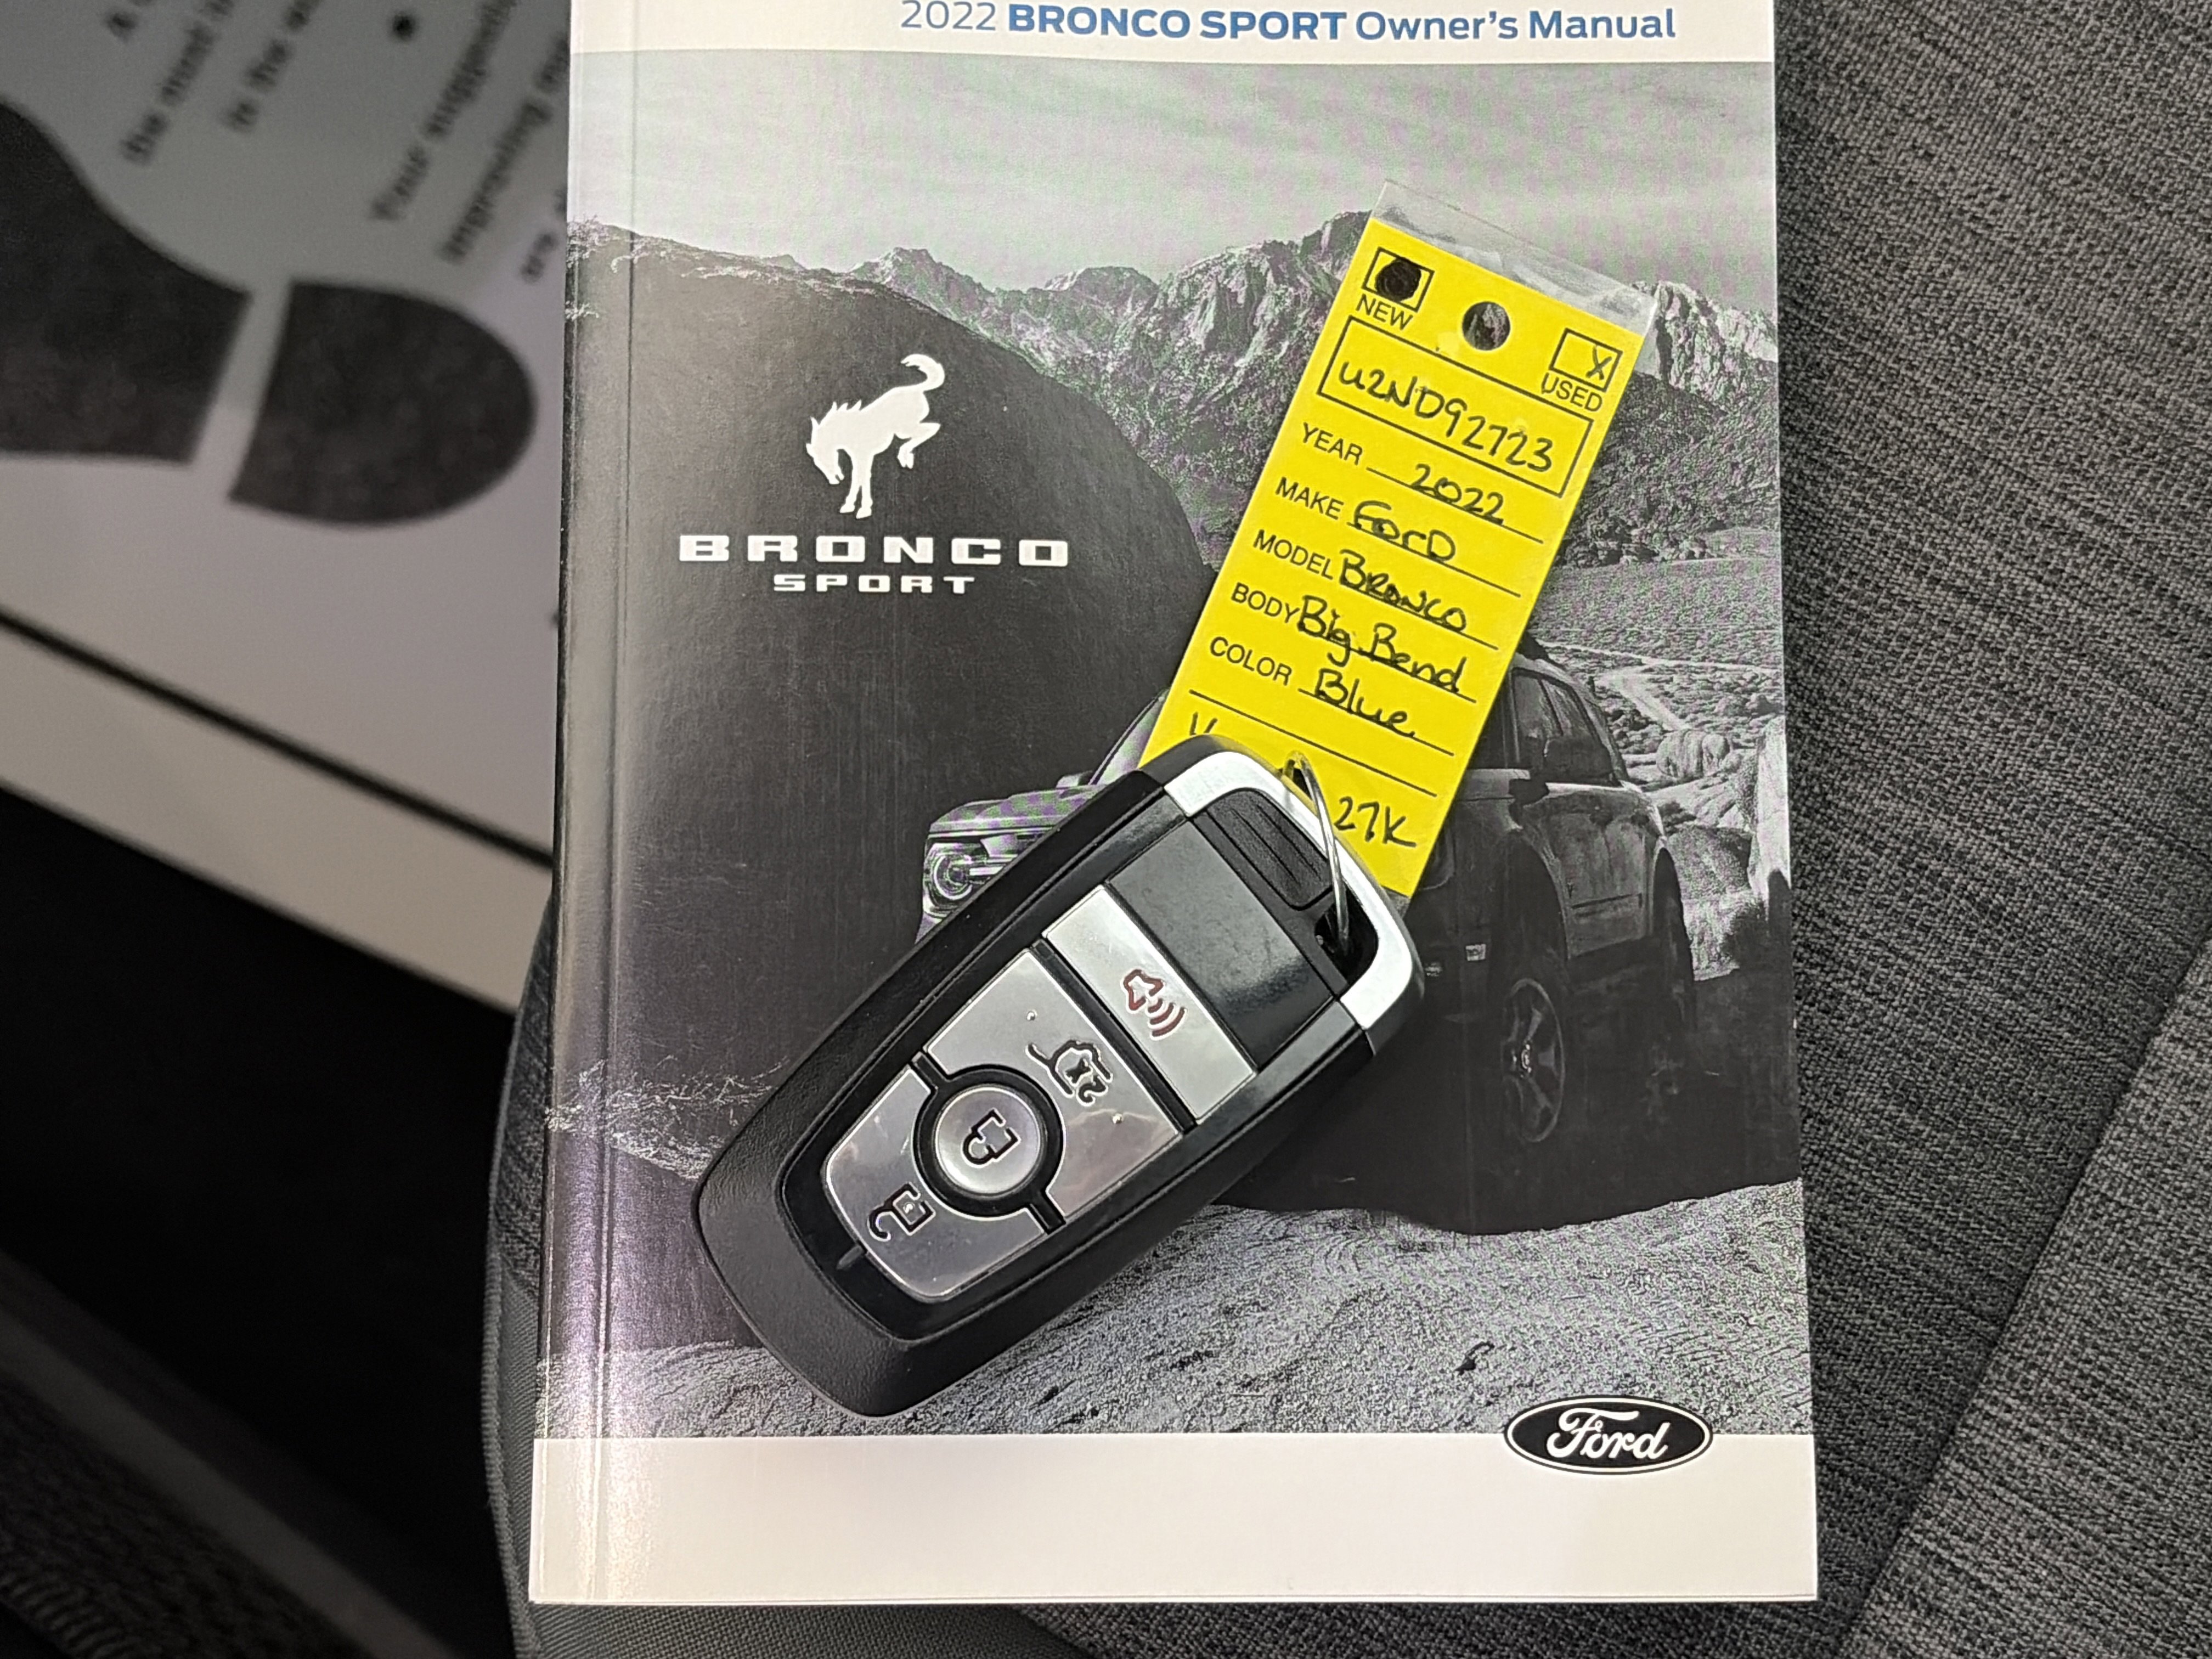 2022 BRONCO SPORT Owner's Manual
NEW
X
USED
U2ND92723
YEAR 2022
MAKE Ford
MODEL Bronco
BODY Big Bend
COLOR Blue
27K
BRONCO
SPORT
x2
Ford